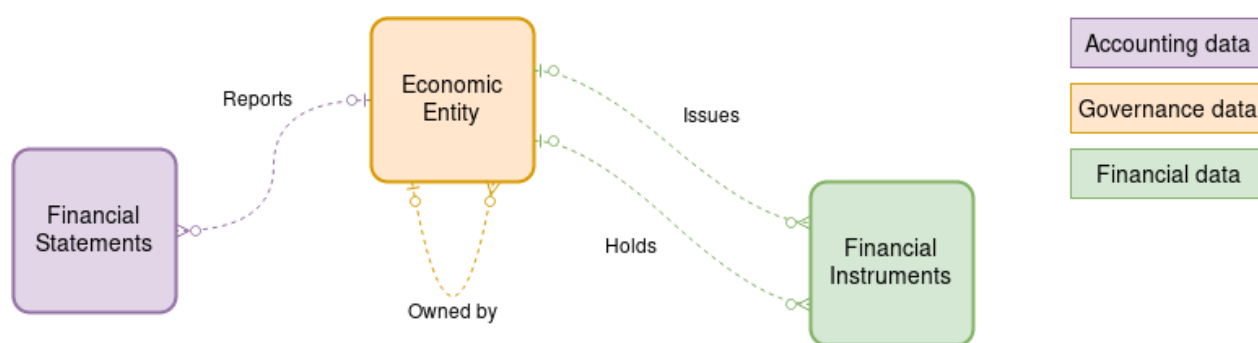 Economic
Entity
Reports
Issues
Financial
Statements
Holds
Owned by
Financial
Instruments
Accounting data
Governance data
Financial data